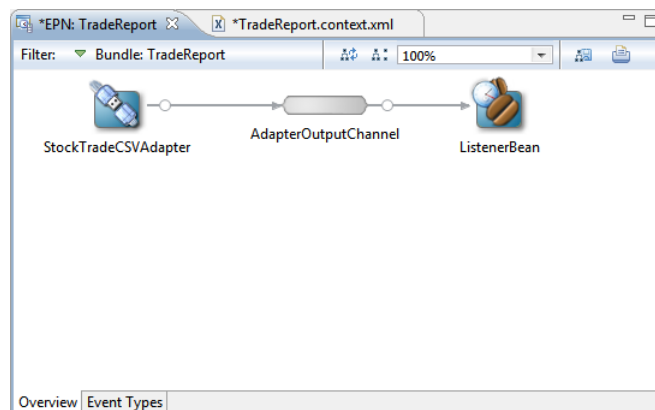 *EPN: TradeReport *TradeReport.context.xml
Filter: Bundle: TradeReport 100%
StockTradeCSVAdapter
AdapterOutputChannel
ListenerBean
Overview Event Types